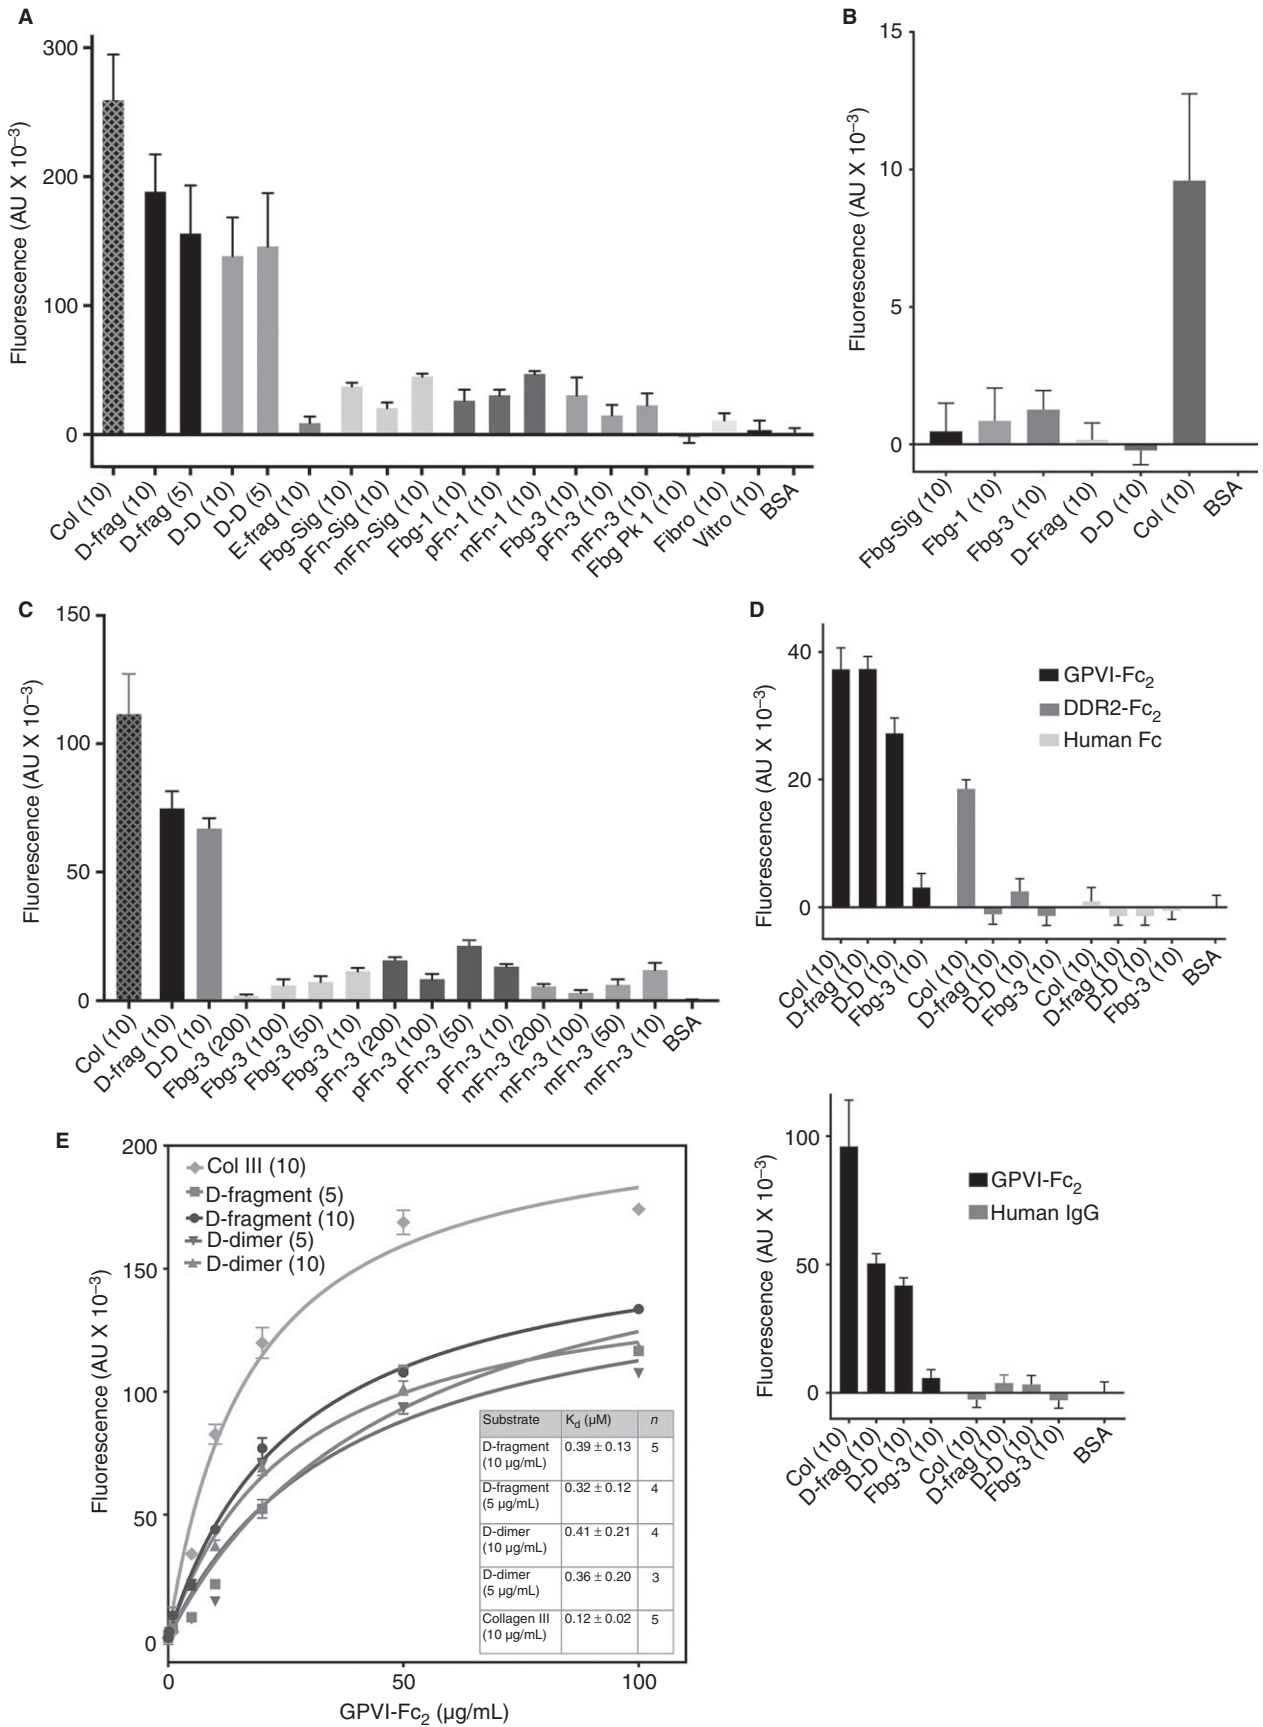 A
Fluorescence (AU X 10⁻³)
300
200
100
0
Col (10)
D-frag (10)
D-frag (5)
D-D (10)
D-D (5)
E-frag (10)
Fbg-Sig (10)
pFn-Sig (10)
mFn-Sig (10)
Fbg-1 (10)
pFn-1 (10)
mFn-1 (10)
Fbg-3 (10)
pFn-3 (10)
mFn-3 (10)
Fbg Pk 1 (10)
Fibro (10)
Vitro (10)
BSA
B
Fluorescence (AU X 10⁻³)
15
10
5
0
Fbg-Sig (10)
Fbg-1 (10)
Fbg-3 (10)
D-Frag (10)
D-D (10)
Col (10)
BSA
C
Fluorescence (AU X 10⁻³)
150
100
50
0
Col (10)
D-frag (10)
D-D (10)
Fbg-3 (200)
Fbg-3 (100)
Fbg-3 (50)
Fbg-3 (10)
pFn-3 (200)
pFn-3 (100)
pFn-3 (50)
pFn-3 (10)
mFn-3 (200)
mFn-3 (100)
mFn-3 (50)
mFn-3 (10)
BSA
D
Fluorescence (AU X 10⁻³)
40
20
0
GPVI-Fc₂
DDR2-Fc₂
Human Fc
Col (10)
D-frag (10)
D-D (10)
Fbg-3 (10)
Col (10)
D-frag (10)
D-D (10)
Fbg-3 (10)
Col (10)
D-frag (10)
D-D (10)
Fbg-3 (10)
BSA
Fluorescence (AU X 10⁻³)
100
50
0
GPVI-Fc₂
Human IgG
Col (10)
D-frag (10)
D-D (10)
Fbg-3 (10)
Col (10)
D-frag (10)
D-D (10)
Fbg-3 (10)
BSA
E
Fluorescence (AU X 10⁻³)
200
150
100
50
0
Col III (10)
D-fragment (5)
D-fragment (10)
D-dimer (5)
D-dimer (10)
Substrate Kd (µM) n
D-fragment (10 µg/mL) 0.39 ± 0.13 5
D-fragment (5 µg/mL) 0.32 ± 0.12 4
D-dimer (10 µg/mL) 0.41 ± 0.21 4
D-dimer (5 µg/mL) 0.36 ± 0.20 3
Collagen III (10 µg/mL) 0.12 ± 0.02 5
0 50 100
GPVI-Fc₂ (µg/mL)